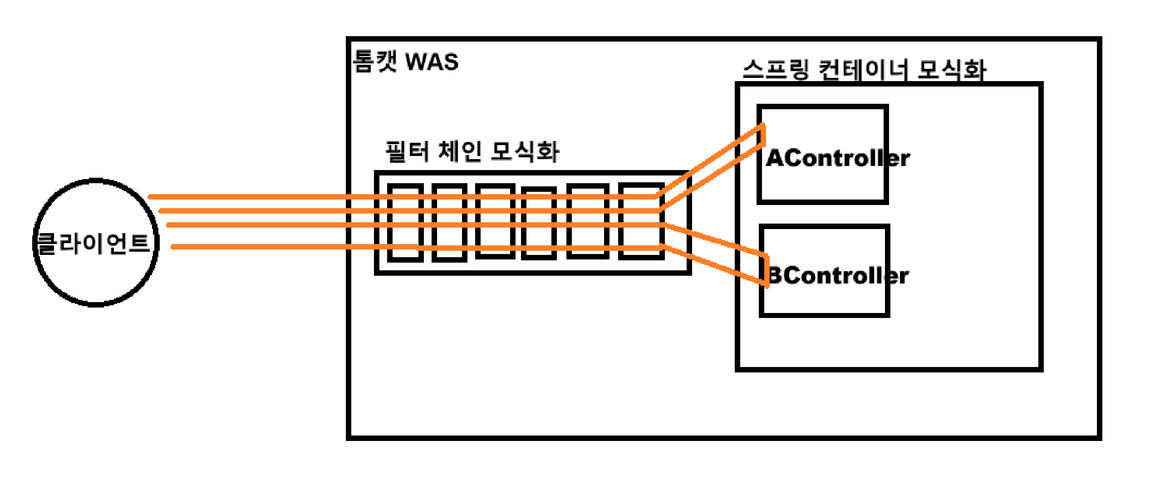 톰캣 WAS
스프링 컨테이너 모식화
필터 체인 모식화
AController
클라이언트
BController